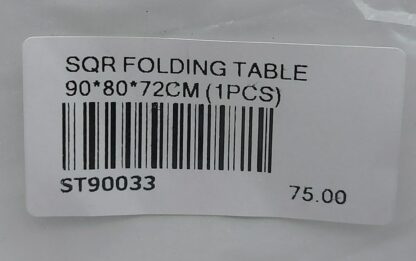 SQR FOLDING TABLE
90*80*72CM (1PCS)
ST90033
75.00